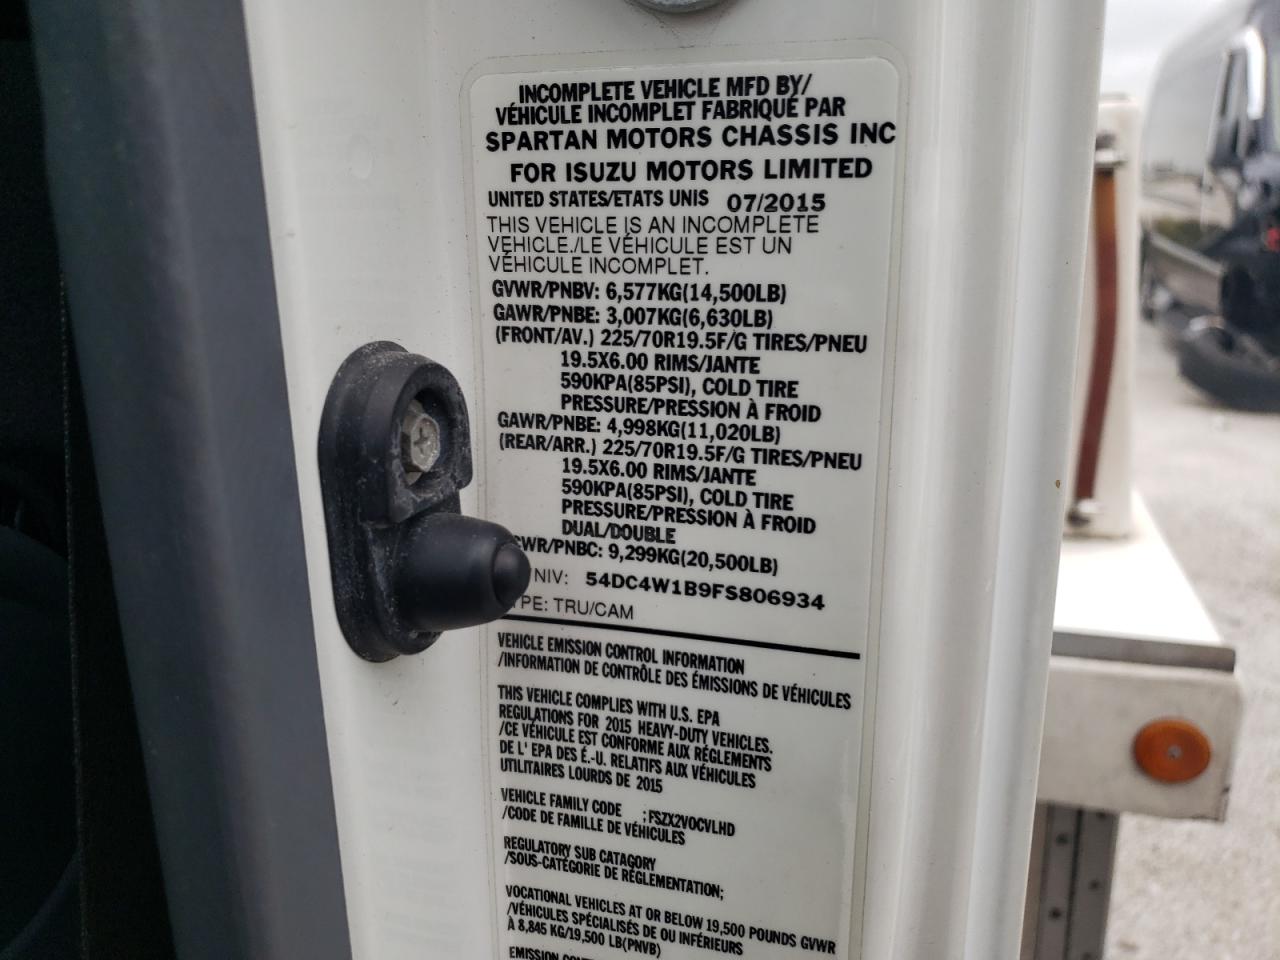 INCOMPLETE VEHICLE MFD BY/
VÉHICULE INCOMPLET FABRIQUÉ PAR
SPARTAN MOTORS CHASSIS INC
FOR ISUZU MOTORS LIMITED
UNITED STATES/ETATS UNIS 07/2015
THIS VEHICLE IS AN INCOMPLETE
VEHICLE./LE VÉHICULE EST UN
VÉHICULE INCOMPLET.
GVWR/PNBV: 6,577KG(14,500LB)
GAWR/PNBE: 3,007KG(6,630LB)
(FRONT/AV.) 225/70R19.5F/G TIRES/PNEU
19.5X6.00 RIMS/JANTE
590KPA(85PSI), COLD TIRE
PRESSURE/PRESSION À FROID
GAWR/PNBE: 4,998KG(11,020LB)
(REAR/ARR.) 225/70R19.5F/G TIRES/PNEU
19.5X6.00 RIMS/JANTE
590KPA(85PSI), COLD TIRE
PRESSURE/PRESSION À FROID
DUAL/DOUBLE
CWR/PNBC: 9,299KG(20,500LB)
NIV: 54DC4W1B9FS806934
PE: TRU/CAM
VEHICLE EMISSION CONTROL INFORMATION
/INFORMATION DE CONTRÔLE DES ÉMISSIONS DE VÉHICULES
THIS VEHICLE COMPLIES WITH U.S. EPA
REGULATIONS FOR 2015 HEAVY-DUTY VEHICLES.
/CE VÉHICULE EST CONFORME AUX RÉGLEMENTS
DE L' EPA DES É.-U. RELATIFS AUX VÉHICULES
UTILITAIRES LOURDS DE 2015
VEHICLE FAMILY CODE ;FSZX2VOCVLHD
/CODE DE FAMILLE DE VÉHICULES
REGULATORY SUB CATAGORY
/SOUS-CATÉGORIE DE RÉGLEMENTATION;
VOCATIONAL VEHICLES AT OR BELOW 19,500 POUNDS GVWR
/VÉHICULES SPÉCIALISÉS DE OU INFÉRIEURS
À 8,845 KG/19,500 LB(PNVB)
EMISSION